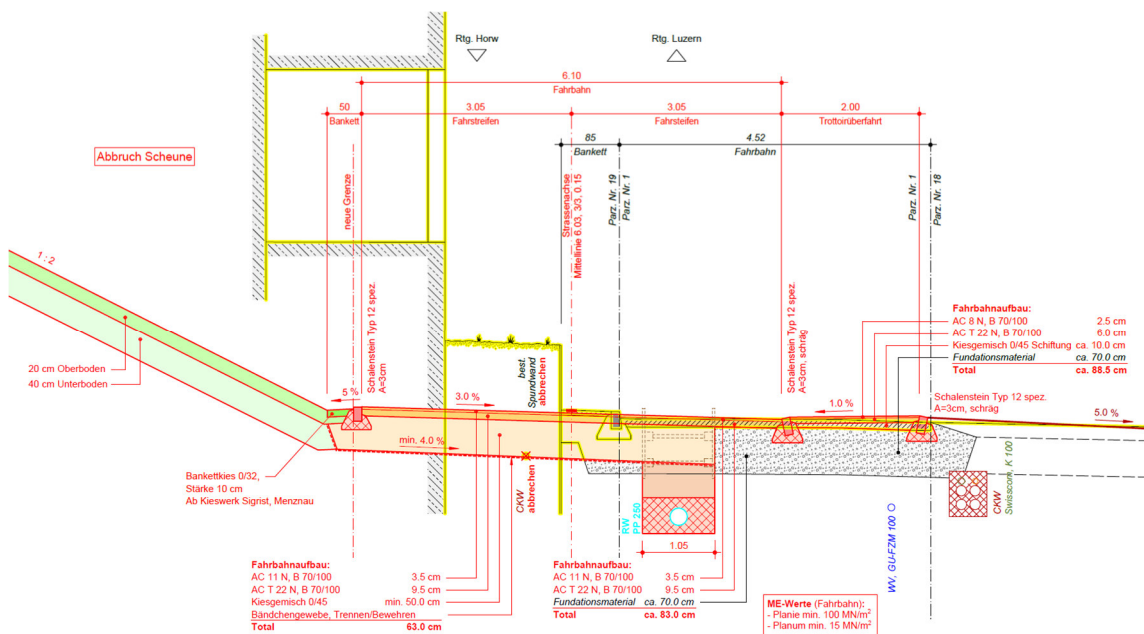 Rtg. Horw
Rtg. Luzern
6.10
Fahrbahn
50
3.05
3.05
2.00
Bankett
Fahrstreifen
Fahrsteifen
Trottoirüberfahrt
85
4.52
Bankett
Fahrbahn
Abbruch Scheune
neue Grenze
Strassenachse
Mittellinie 6.03, 3/3, 0.15
Parz. Nr. 19
Parz. Nr. 1
Parz. Nr. 1
Parz. Nr. 18
1 : 2
Schalenstein Typ 12 spez.
A=3cm
Schalenstein Typ 12 spez.
A=3cm, schräg
Fahrbahnaufbau:
AC 8 N, B 70/100 2.5 cm
AC T 22 N, B 70/100 6.0 cm
Kiesgemisch 0/45 Schiftung ca. 10.0 cm
Fundationsmaterial ca. 70.0 cm
Total ca. 88.5 cm
20 cm Oberboden
40 cm Unterboden
best.
Spundwand
abbrechen
5 %
3.0 %
1.0 %
Schalenstein Typ 12 spez.
A=3cm, schräg
5.0 %
min. 4.0 %
Bankettkies 0/32,
Stärke 10 cm
Ab Kieswerk Sigrist, Menznau
CKW
abbrechen
RW
PP 250
1.05
WV, GU-FZM 100
CKW
Swisscom, K 100
Fahrbahnaufbau:
AC 11 N, B 70/100 3.5 cm
AC T 22 N, B 70/100 9.5 cm
Kiesgemisch 0/45 min. 50.0 cm
Bändchengewebe, Trennen/Bewehren
Total 63.0 cm
Fahrbahnaufbau:
AC 11 N, B 70/100 3.5 cm
AC T 22 N, B 70/100 9.5 cm
Fundationsmaterial ca. 70.0 cm
Total ca. 83.0 cm
ME-Werte (Fahrbahn):
- Planie min. 100 MN/m²
- Planum min. 15 MN/m²